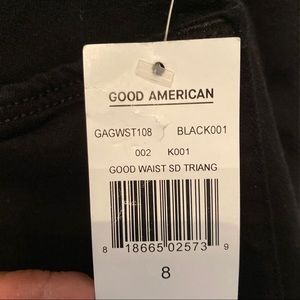 GOOD AMERICAN
GAGWST108 BLACK001
002 K001
GOOD WAIST SD TRIANG
8 18665 02573 9
8